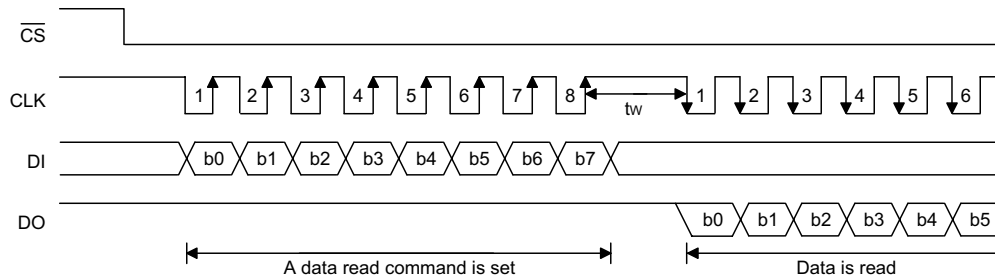 CS
CLK 1 2 3 4 5 6 7 8 tw 1 2 3 4 5 6
DI b0 b1 b2 b3 b4 b5 b6 b7
DO b0 b1 b2 b3 b4 b5
A data read command is set Data is read